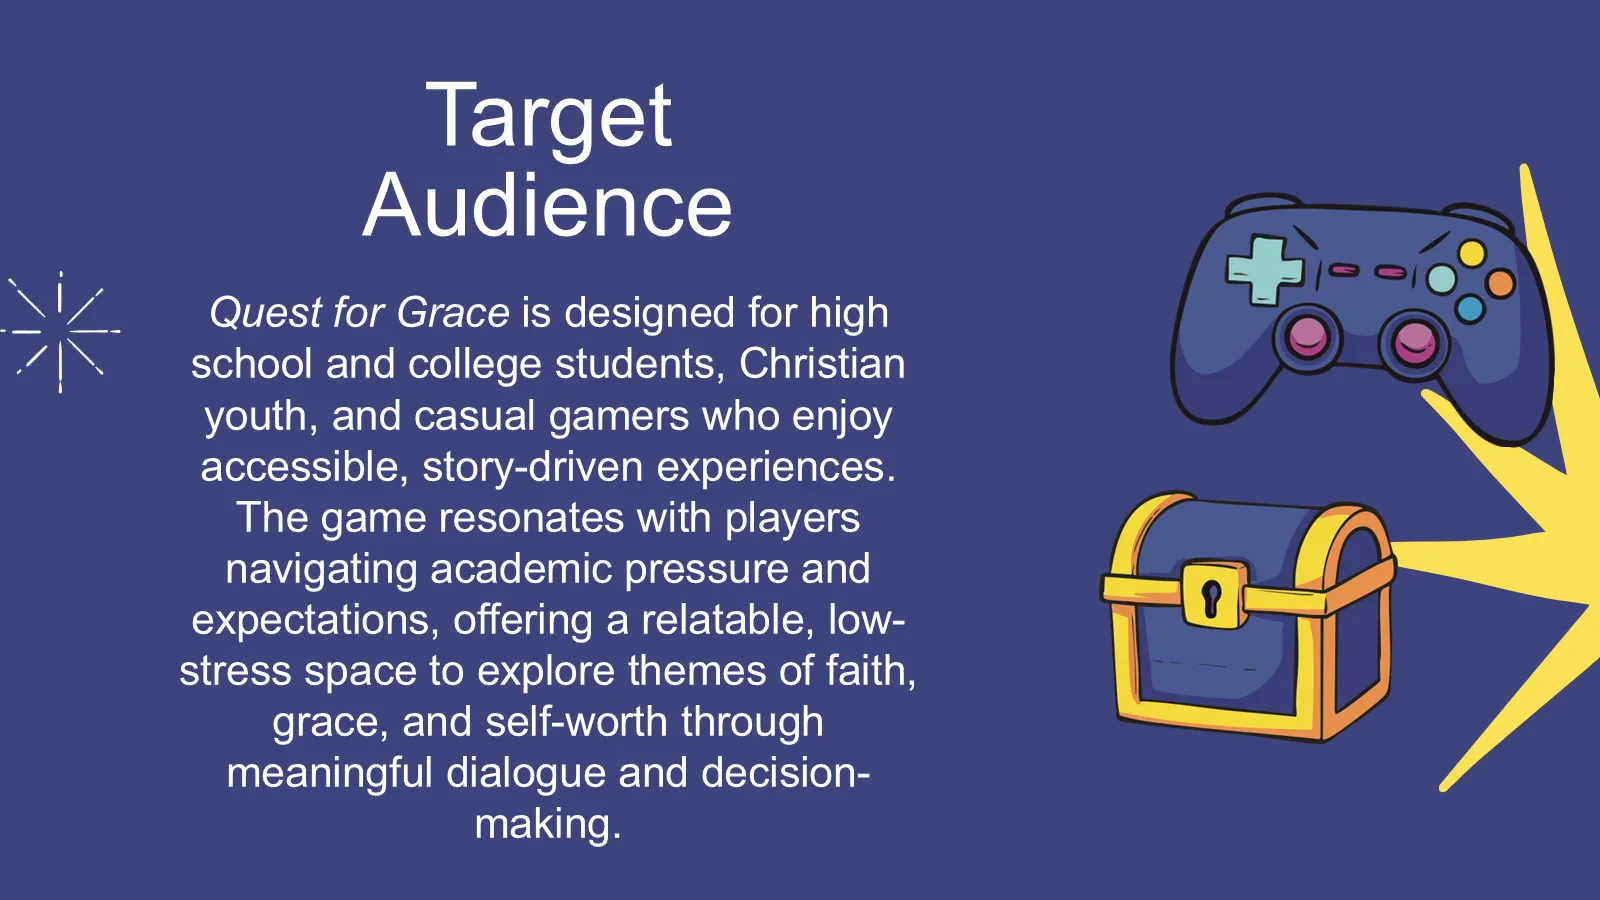 Target
Audience
Quest for Grace is designed for high
school and college students, Christian
youth, and casual gamers who enjoy
accessible, story-driven experiences.
The game resonates with players
navigating academic pressure and
expectations, offering a relatable, low-
stress space to explore themes of faith,
grace, and self-worth through
meaningful dialogue and decision-
making.